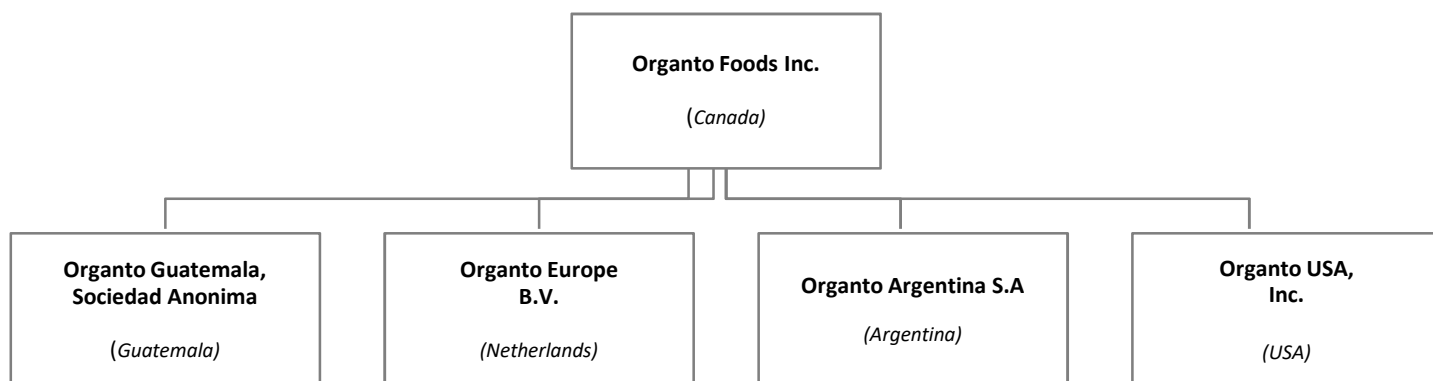 Organto Foods Inc.
(Canada)
Organto Guatemala,
Sociedad Anonima
(Guatemala)
Organto Europe
B.V.
(Netherlands)
Organto Argentina S.A
(Argentina)
Organto USA,
Inc.
(USA)